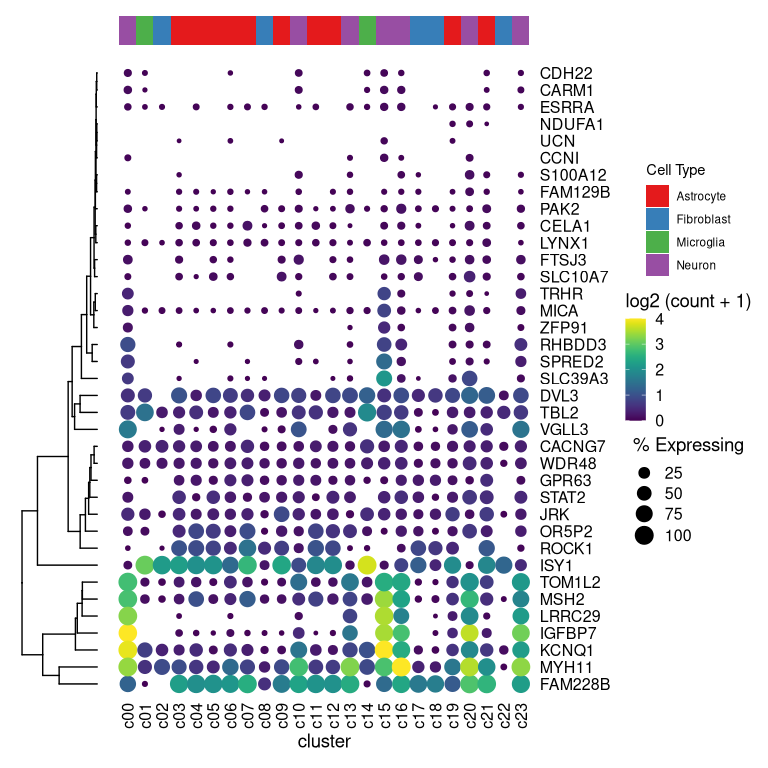 CDH22
CARM1
ESRRA
NDUFA1
UCN
CCNI
S100A12
FAM129B
PAK2
CELA1
LYNX1
FTSJ3
SLC10A7
TRHR
MICA
ZFP91
RHBDD3
SPRED2
SLC39A3
DVL3
TBL2
VGLL3
CACNG7
WDR48
GPR63
STAT2
JRK
OR5P2
ROCK1
ISY1
TOM1L2
MSH2
LRRC29
IGFBP7
KCNQ1
MYH11
FAM228B
c00 c01 c02 c03 c04 c05 c06 c07 c08 c09 c10 c11 c12 c13 c14 c15 c16 c17 c18 c19 c20 c21 c22 c23
cluster
Cell Type
Astrocyte
Fibroblast
Microglia
Neuron
log2 (count + 1)
4
3
2
1
0
% Expressing
25
50
75
100